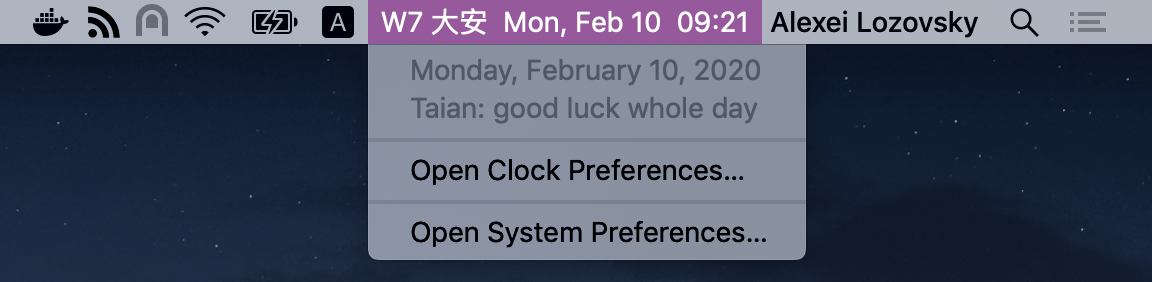 A W7 大安 Mon, Feb 10 09:21 Alexei Lozovsky
Monday, February 10, 2020
Taian: good luck whole day
Open Clock Preferences...
Open System Preferences...